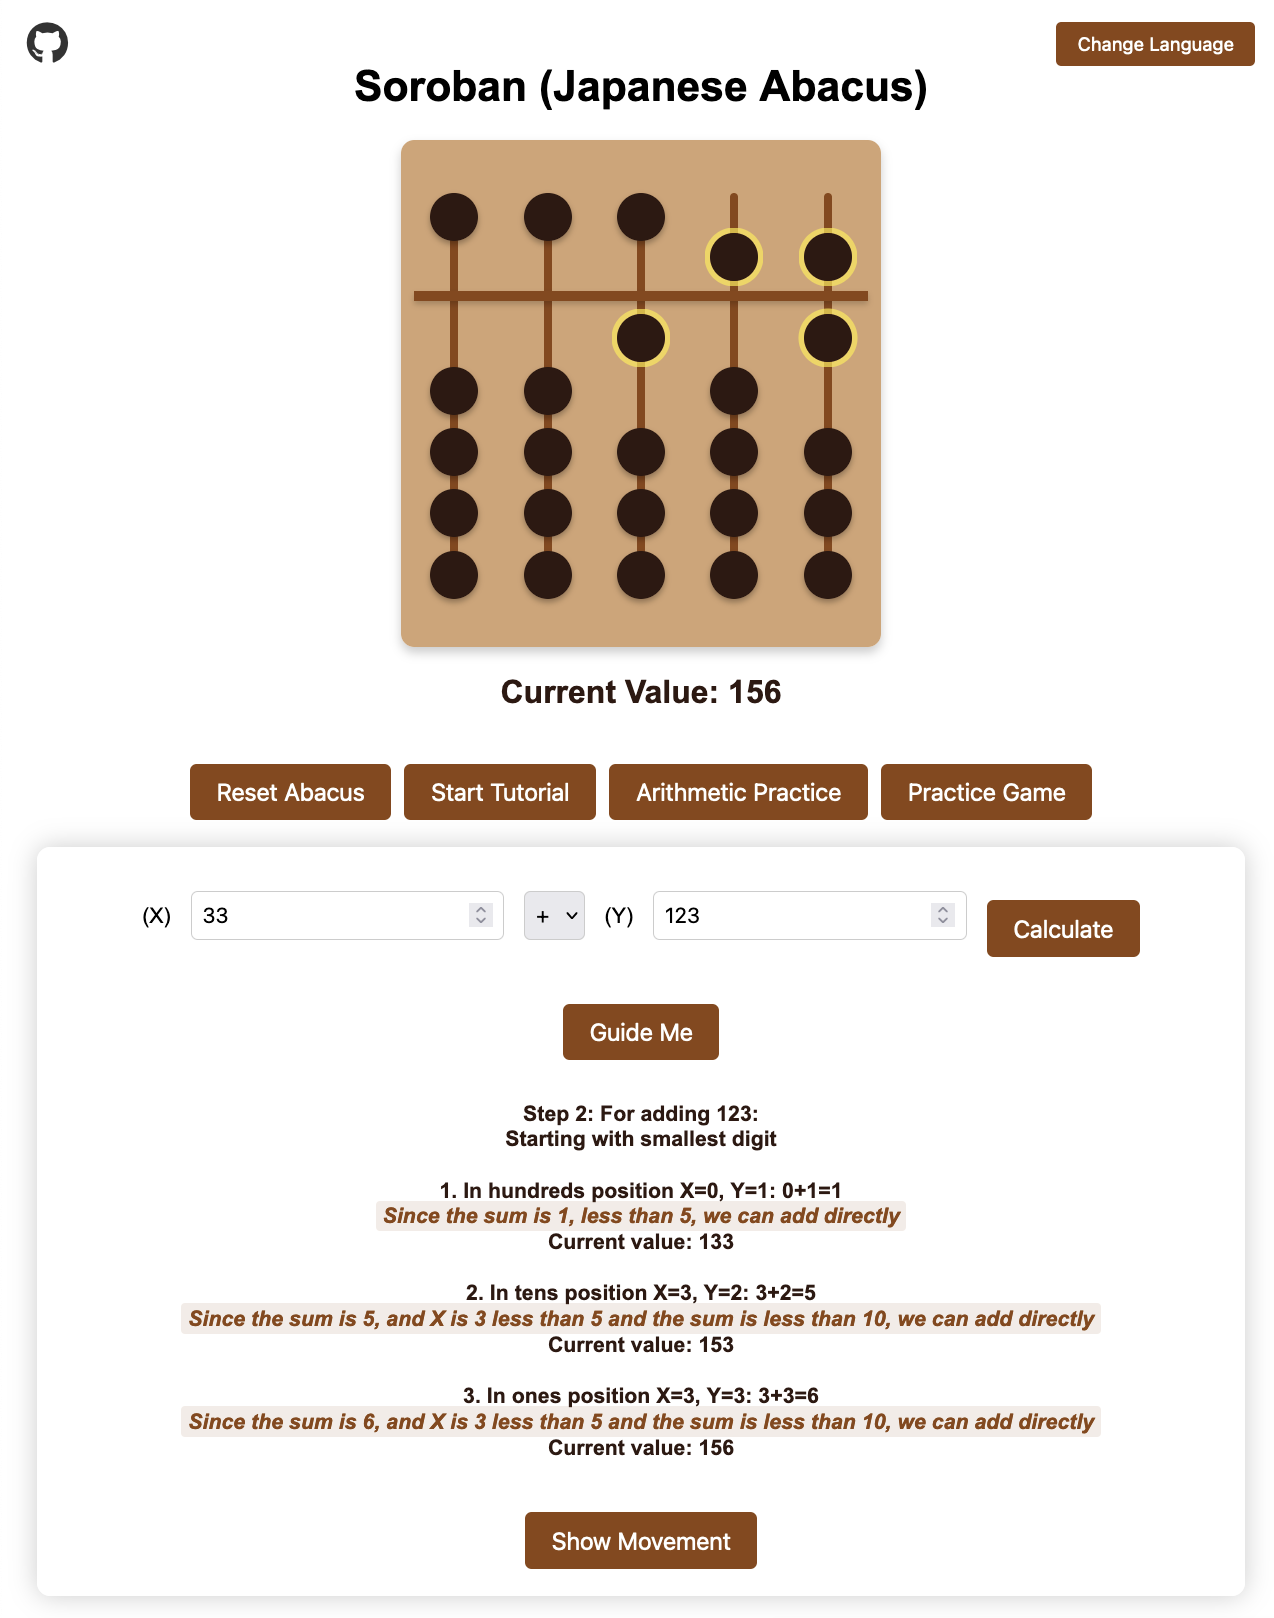 Change Language
Soroban (Japanese Abacus)
Current Value: 156
Reset Abacus
Start Tutorial
Arithmetic Practice
Practice Game
(X) 33 + (Y) 123 Calculate
Guide Me
Step 2: For adding 123:
Starting with smallest digit
1. In hundreds position X=0, Y=1: 0+1=1
Since the sum is 1, less than 5, we can add directly
Current value: 133
2. In tens position X=3, Y=2: 3+2=5
Since the sum is 5, and X is 3 less than 5 and the sum is less than 10, we can add directly
Current value: 153
3. In ones position X=3, Y=3: 3+3=6
Since the sum is 6, and X is 3 less than 5 and the sum is less than 10, we can add directly
Current value: 156
Show Movement